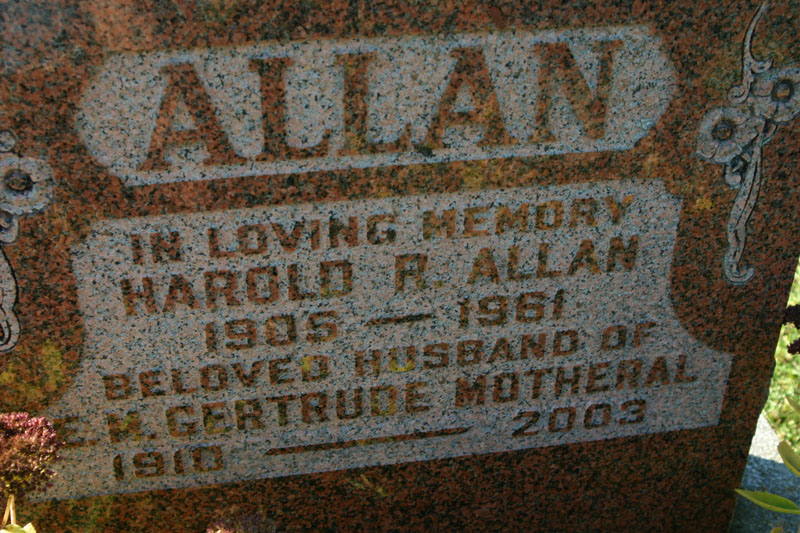 ALLAN
IN LOVING MEMORY
HAROLD R. ALLAN
1905 — 1961
BELOVED HUSBAND OF
E. M. GERTRUDE MOTHERAL
1910 — 2003